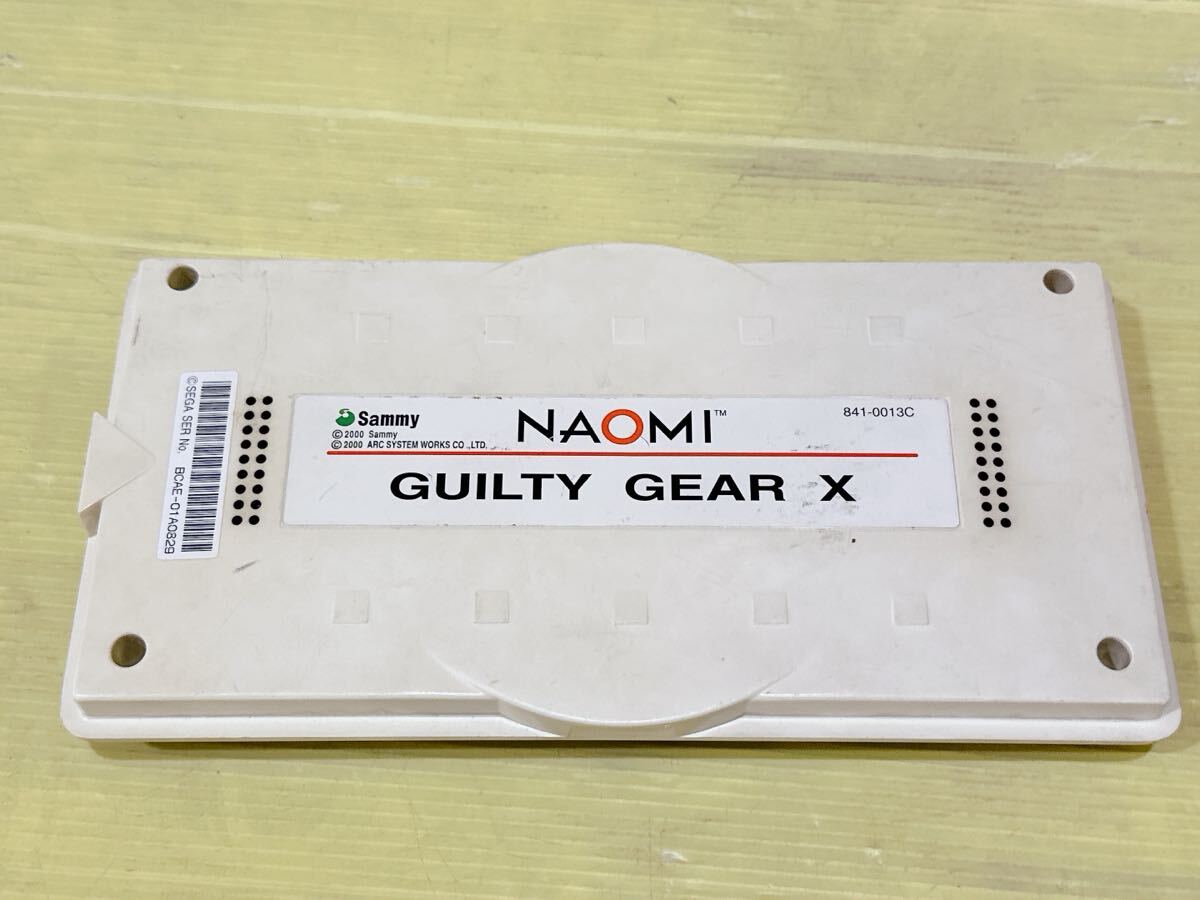 Sammy
© 2000 Sammy
© 2000 ARC SYSTEM WORKS CO.,LTD.
NAOMI™
841-0013C
GUILTY GEAR X
©SEGA SER No. BCAE-01A0829